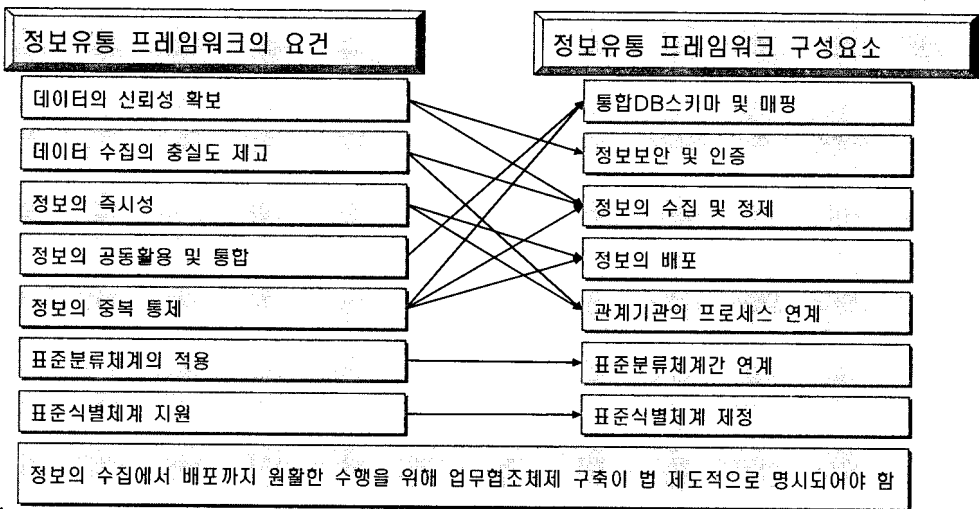 정보유통 프레임워크의 요건
정보유통 프레임워크 구성요소
데이터의 신뢰성 확보
데이터 수집의 충실도 제고
정보의 즉시성
정보의 공동활용 및 통합
정보의 중복 통제
표준분류체계의 적용
표준식별체계 지원
통합DB스키마 및 매핑
정보보안 및 인증
정보의 수집 및 정제
정보의 배포
관계기관의 프로세스 연계
표준분류체계간 연계
표준식별체계 제정
정보의 수집에서 배포까지 원활한 수행을 위해 업무협조체제 구축이 법 제도적으로 명시되어야 함